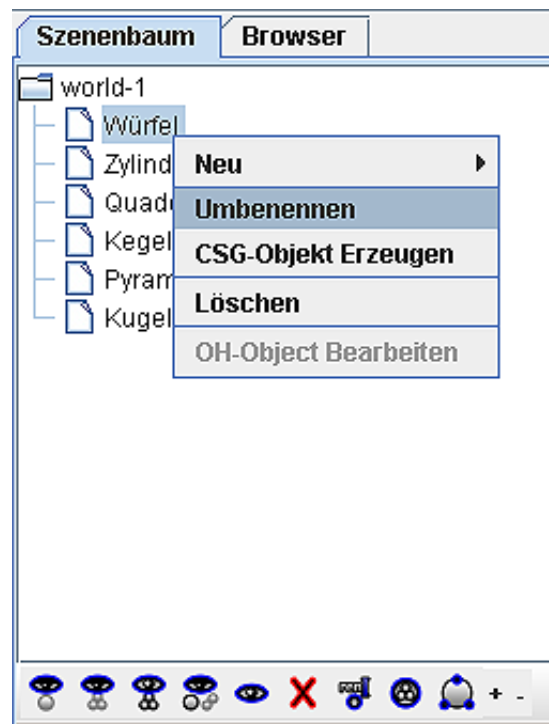 Szenenbaum Browser
world-1
Würfel
Zylind
Neu
Quad
Umbenennen
Kegel
CSG-Objekt Erzeugen
Pyram
Löschen
Kugel
OH-Object Bearbeiten
+ -